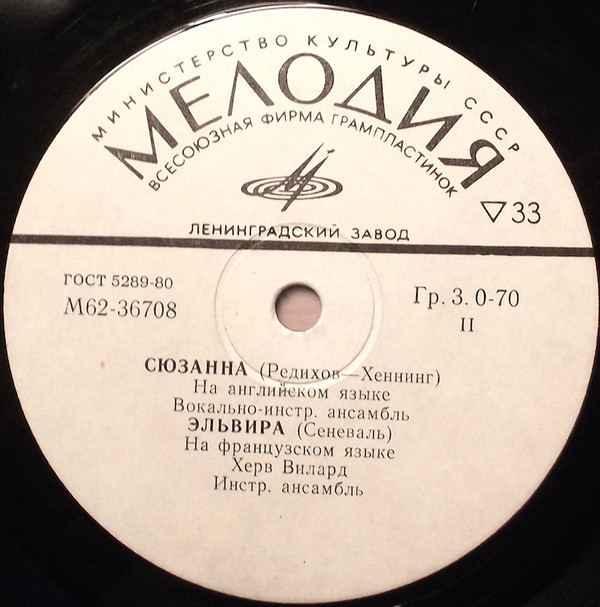 МИНИСТЕРСТВО КУЛЬТУРЫ СССР
МЕЛОДИЯ
ВСЕСОЮЗНАЯ ФИРМА ГРАМПЛАСТИНОК
▽33
ЛЕНИНГРАДСКИЙ ЗАВОД
ГОСТ 5289-80
М62-36708
Гр. 3. 0-70
II
СЮЗАННА (Редихов—Хеннинг)
На английском языке
Вокально-инстр. ансамбль
ЭЛЬВИРА (Сеневаль)
На французском языке
Херв Вилард
Инстр. ансамбль